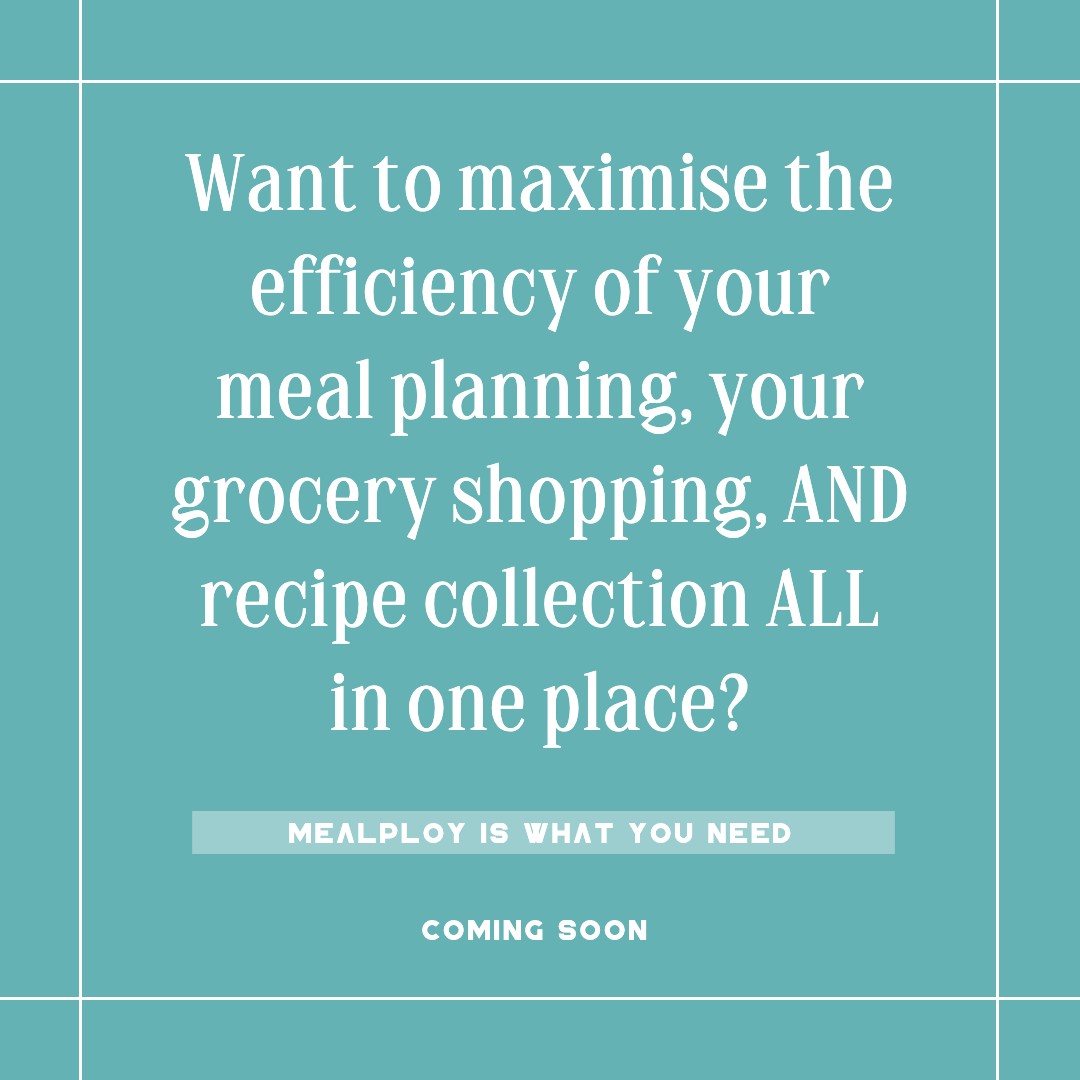 Want to maximise the
efficiency of your
meal planning, your
grocery shopping, AND
recipe collection ALL
in one place?
MEALPLOY IS WHAT YOU NEED
COMING SOON